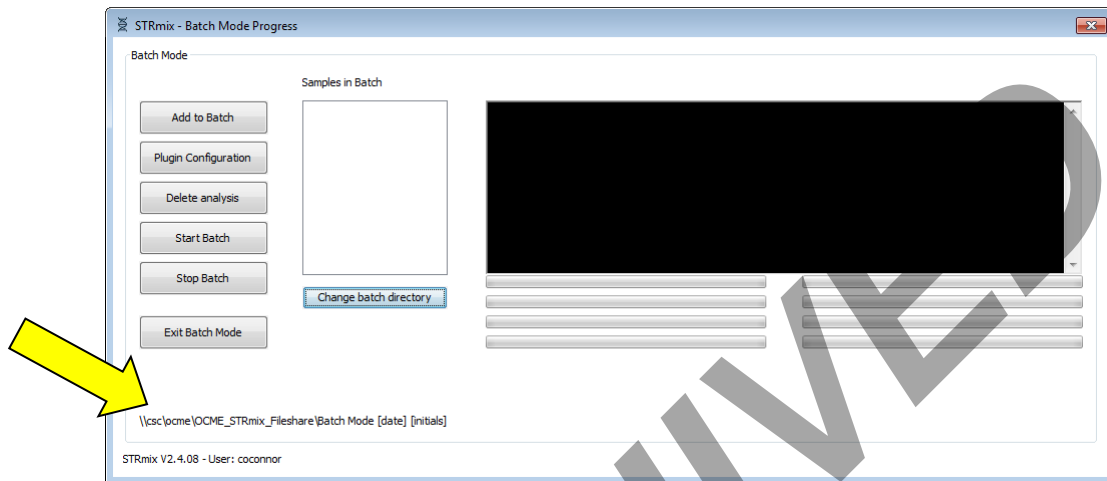 STRmix - Batch Mode Progress
Batch Mode
Samples in Batch
Add to Batch
Plugin Configuration
Delete analysis
Start Batch
Stop Batch
Change batch directory
Exit Batch Mode
\\csc\ocme\OCME_STRmix_Fileshare\Batch Mode [date] [initials]
STRmix V2.4.08 - User: coconnor
IVED